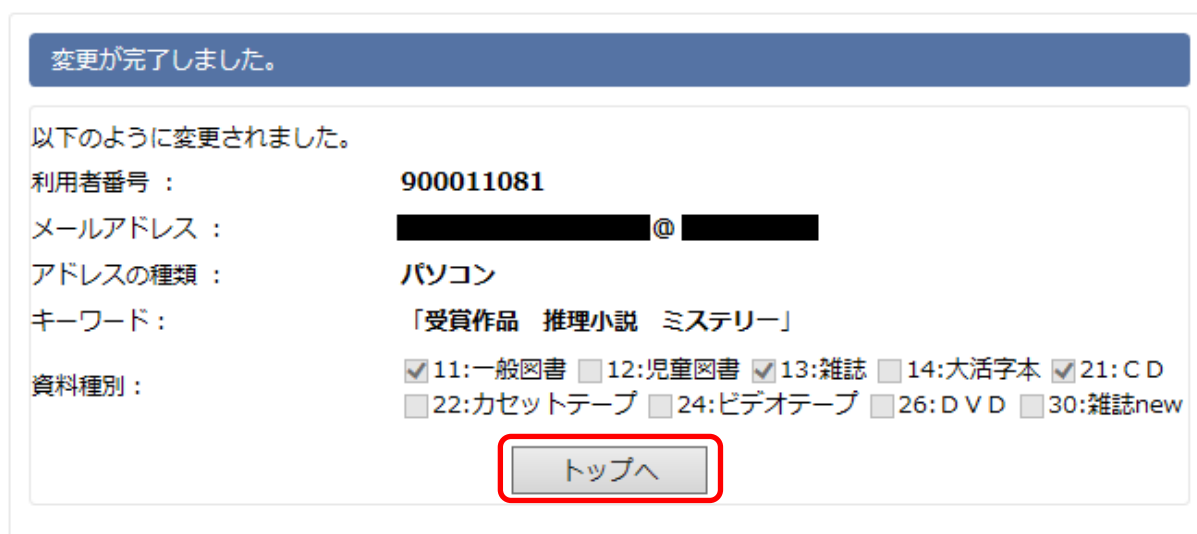 変更が完了しました。
以下のように変更されました。
利用者番号 : 900011081
メールアドレス : @
アドレスの種類 : パソコン
キーワード : 「受賞作品 推理小説 ミステリー」
資料種別 : 11:一般図書 12:児童図書 13:雑誌 14:大活字本 21:ＣＤ
22:カセットテープ 24:ビデオテープ 26:ＤＶＤ 30:雑誌new
トップへ